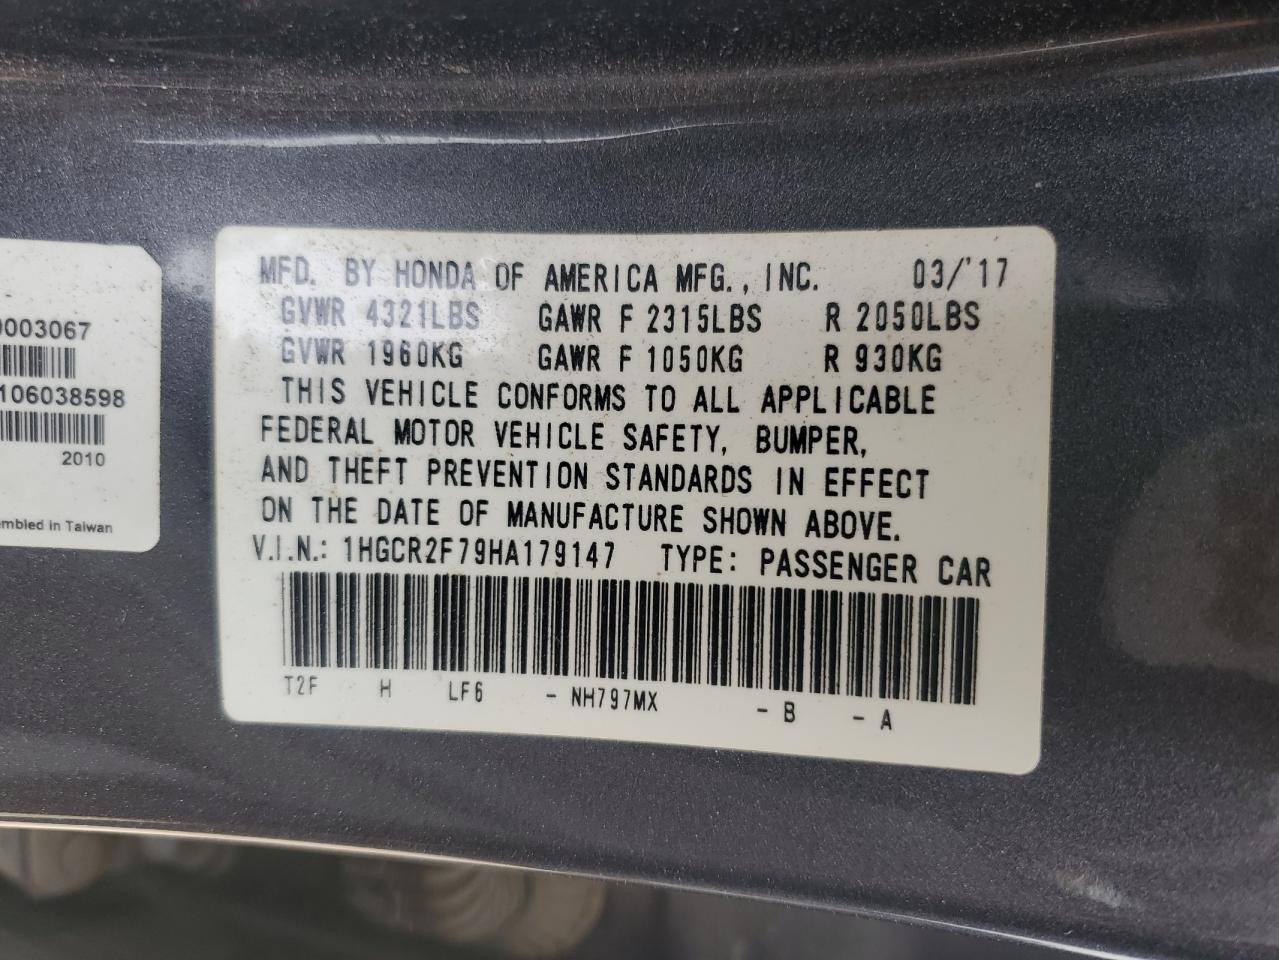 MFD. BY HONDA OF AMERICA MFG., INC. 03/'17
GVWR 4321LBS GAWR F 2315LBS R 2050LBS
GVWR 1960KG GAWR F 1050KG R 930KG
THIS VEHICLE CONFORMS TO ALL APPLICABLE
FEDERAL MOTOR VEHICLE SAFETY, BUMPER,
AND THEFT PREVENTION STANDARDS IN EFFECT
ON THE DATE OF MANUFACTURE SHOWN ABOVE.
V.I.N.: 1HGCR2F79HA179147 TYPE: PASSENGER CAR
T2F H LF6 - NH797MX - B - A
0003067
106038598
2010
embled in Taiwan